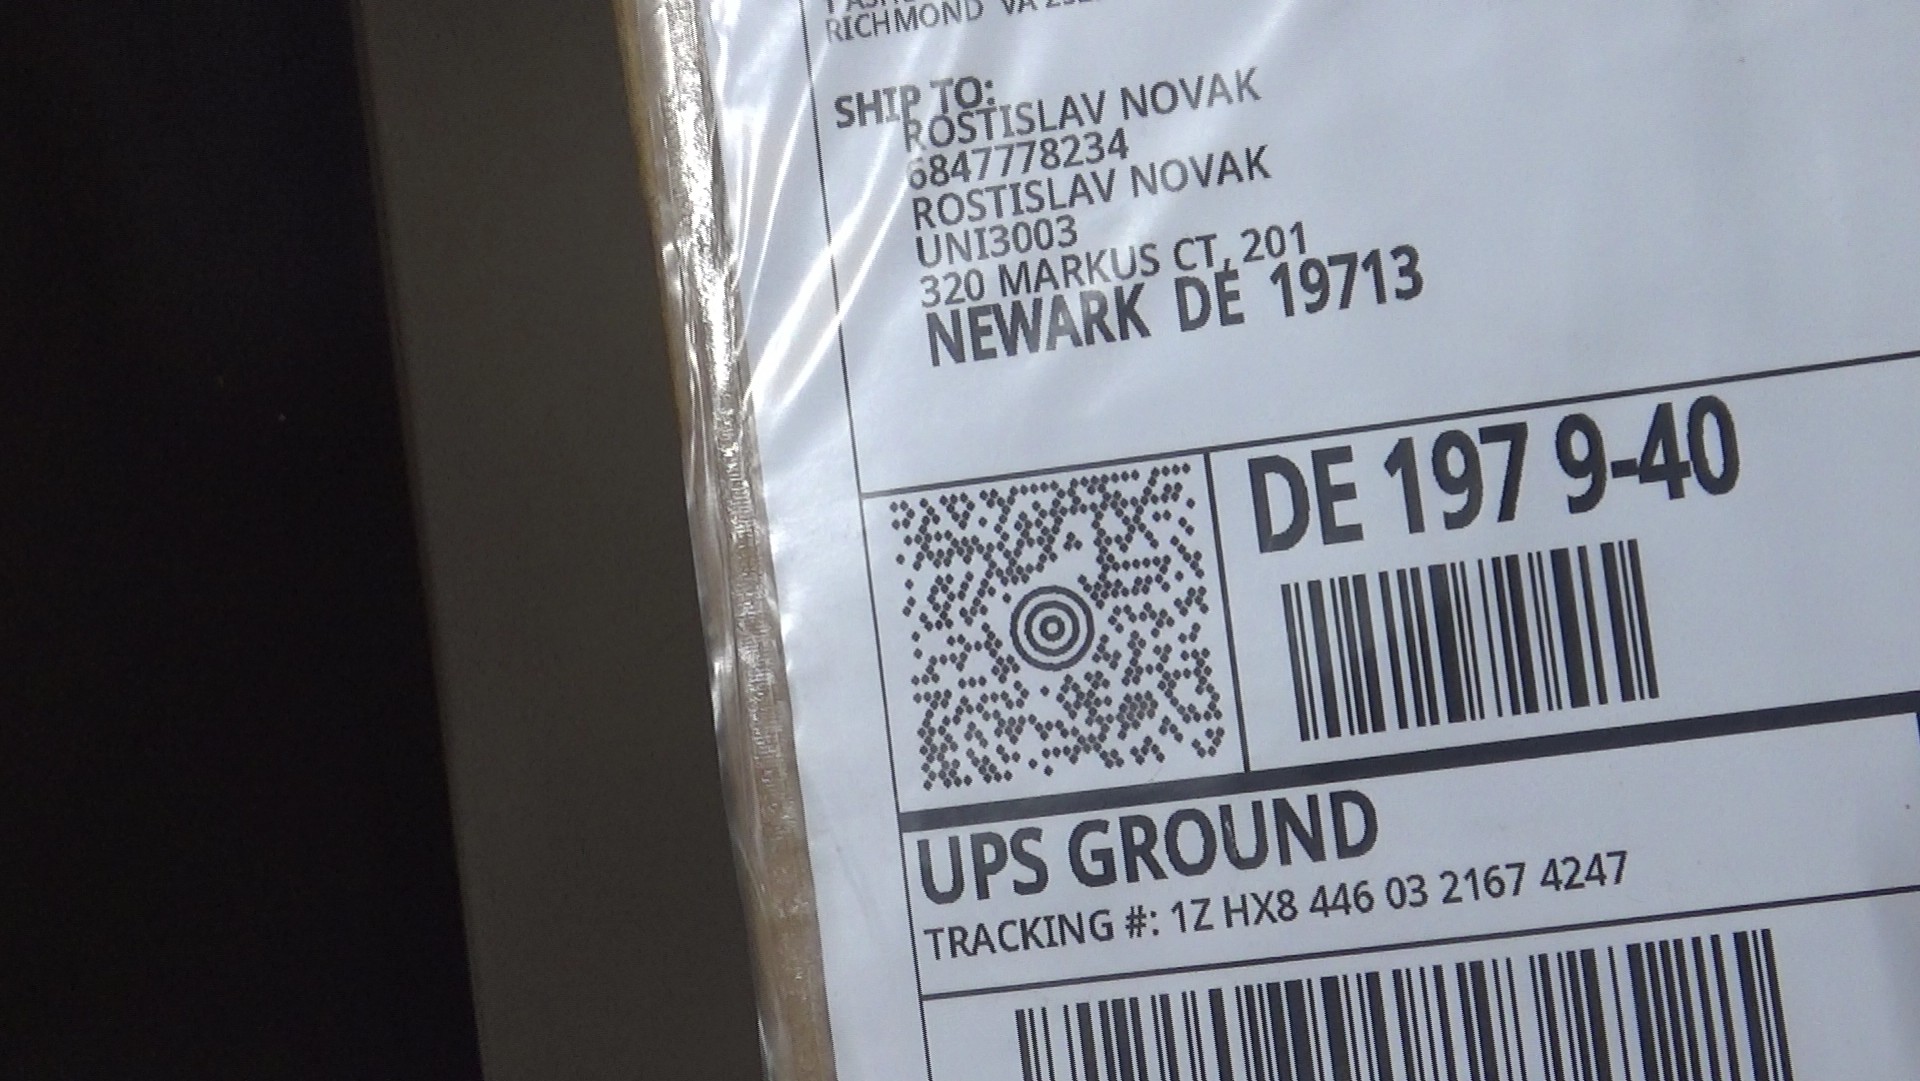 RICHMOND VA
SHIP TO:
ROSTISLAV NOVAK
6847778234
ROSTISLAV NOVAK
UNI3003
320 MARKUS CT, 201
NEWARK DE 19713
DE 197 9-40
UPS GROUND
TRACKING #: 1Z HX8 446 03 2167 4247